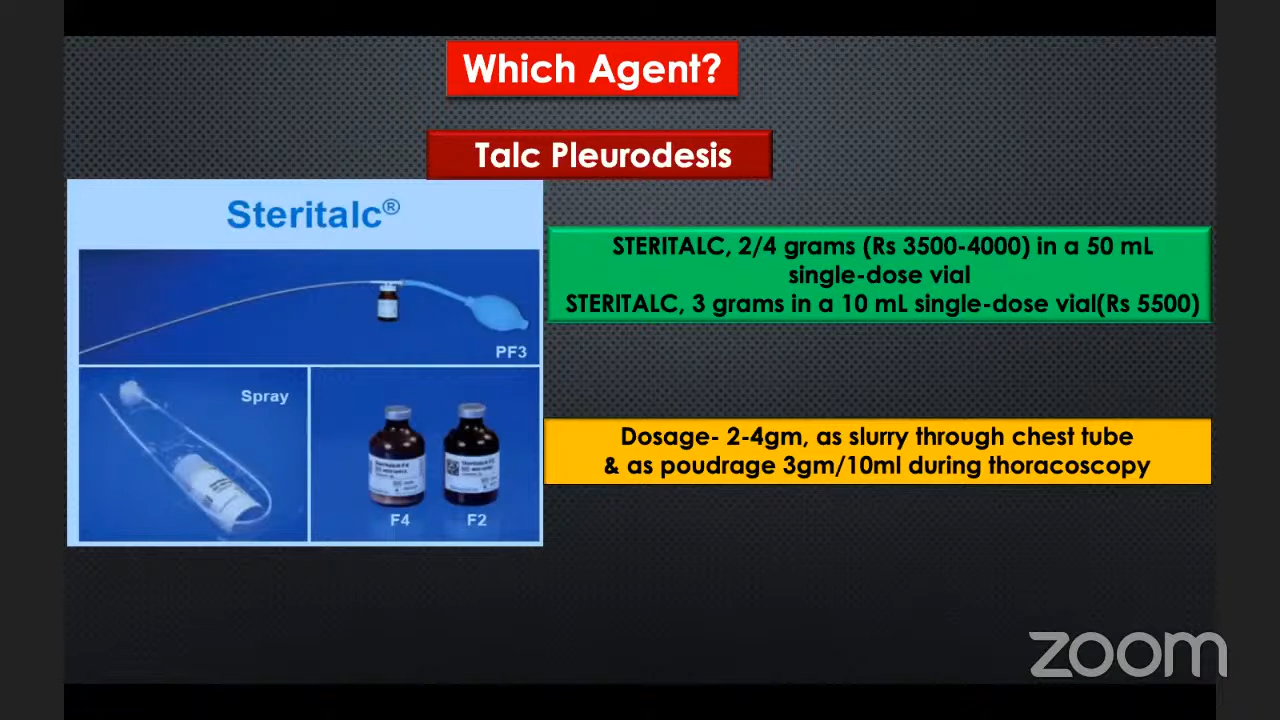 Which Agent?
Talc Pleurodesis
Steritalc®
PF3
Spray
F4
F2
STERITALC, 2/4 grams (Rs 3500-4000) in a 50 mL
single-dose vial
STERITALC, 3 grams in a 10 mL single-dose vial(Rs 5500)
Dosage- 2-4gm, as slurry through chest tube
& as poudrage 3gm/10ml during thoracoscopy
zoom